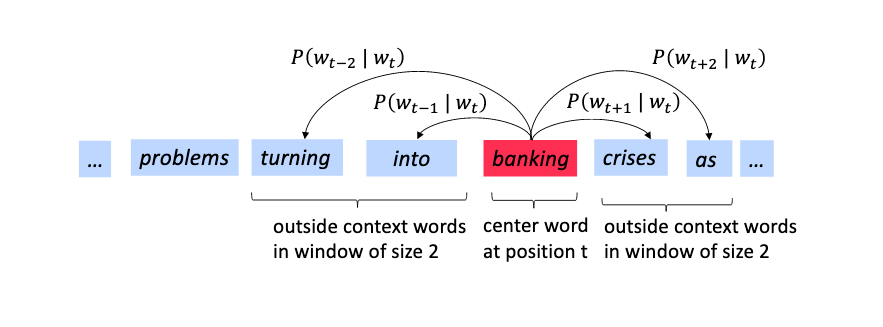 P(w_{t−2} | w_t)
P(w_{t+2} | w_t)
P(w_{t−1} | w_t)
P(w_{t+1} | w_t)
... problems turning into banking crises as ...
outside context words
in window of size 2
center word
at position t
outside context words
in window of size 2